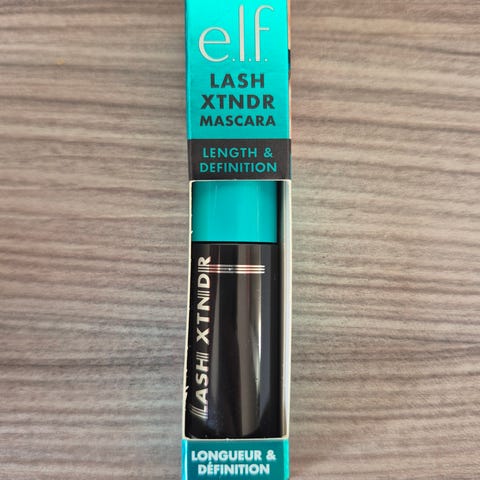 e.l.f.
LASH
XTNDR
MASCARA
LENGTH &
DEFINITION
LASH XTNDR
LONGUEUR &
DÉFINITION